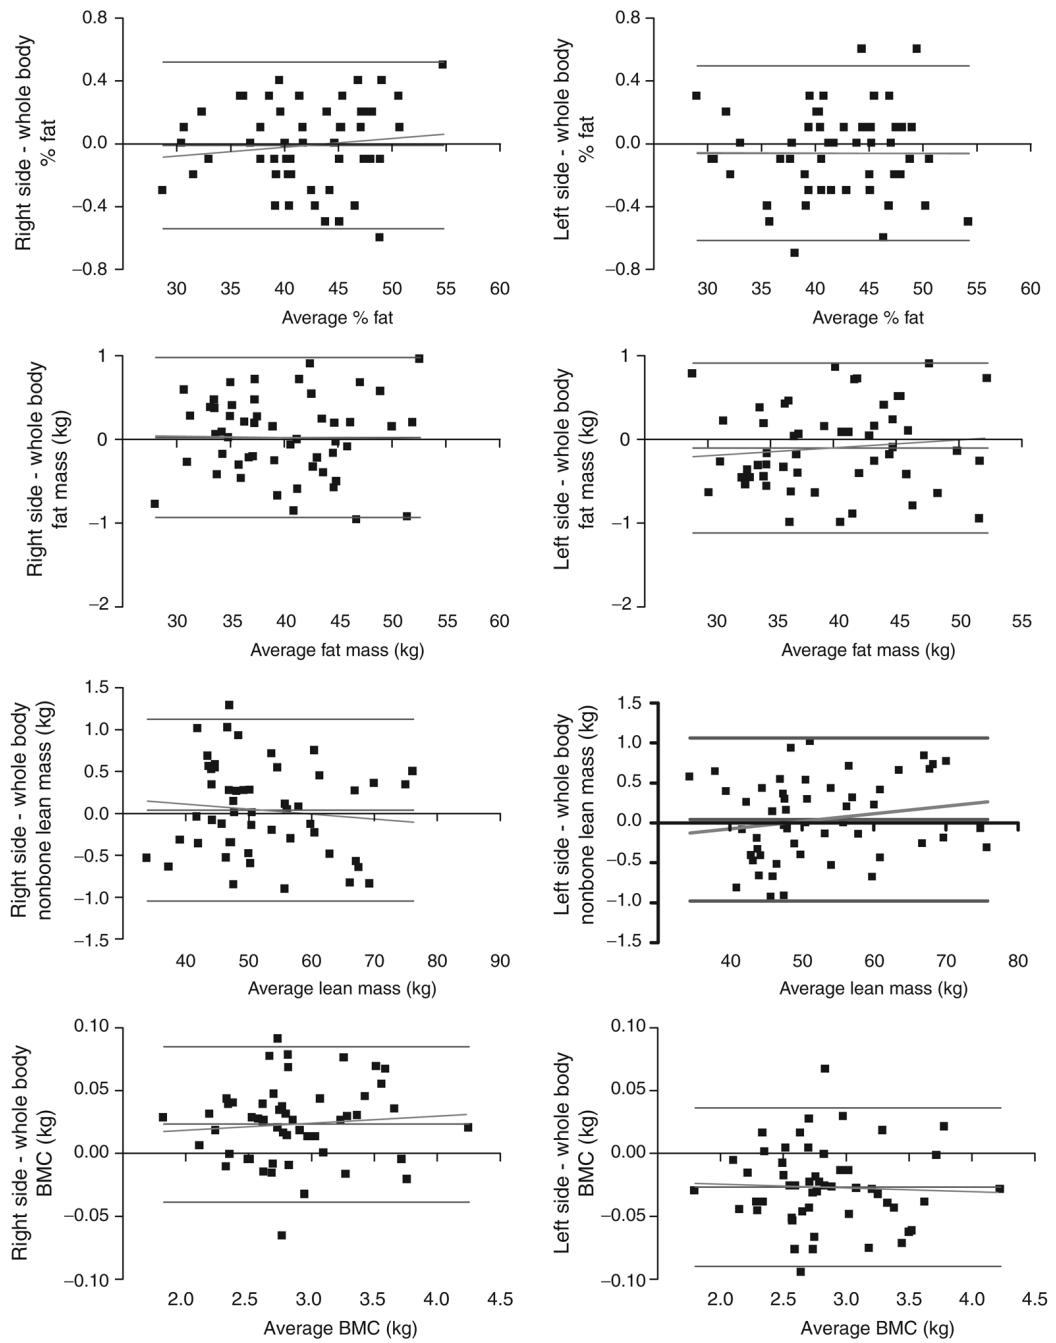 Right side - whole body
% fat
0.8
0.4
0.0
−0.4
−0.8
30 35 40 45 50 55 60
Average % fat
Left side - whole body
% fat
0.8
0.4
0.0
−0.4
−0.8
30 35 40 45 50 55 60
Average % fat
Right side - whole body
fat mass (kg)
1
0
−1
−2
30 35 40 45 50 55 60
Average fat mass (kg)
Left side - whole body
fat mass (kg)
1
0
−1
−2
30 35 40 45 50 55
Average fat mass (kg)
Right side - whole body
nonbone lean mass (kg)
1.5
1.0
0.5
0.0
−0.5
−1.0
−1.5
40 50 60 70 80 90
Average lean mass (kg)
Left side - whole body
nonbone lean mass (kg)
1.5
1.0
0.5
0.0
−0.5
−1.0
−1.5
40 50 60 70 80
Average lean mass (kg)
Right side - whole body
BMC (kg)
0.10
0.05
0.00
−0.05
−0.10
2.0 2.5 3.0 3.5 4.0 4.5
Average BMC (kg)
Left side - whole body
BMC (kg)
0.10
0.05
0.00
−0.05
−0.10
2.0 2.5 3.0 3.5 4.0 4.5
Average BMC (kg)